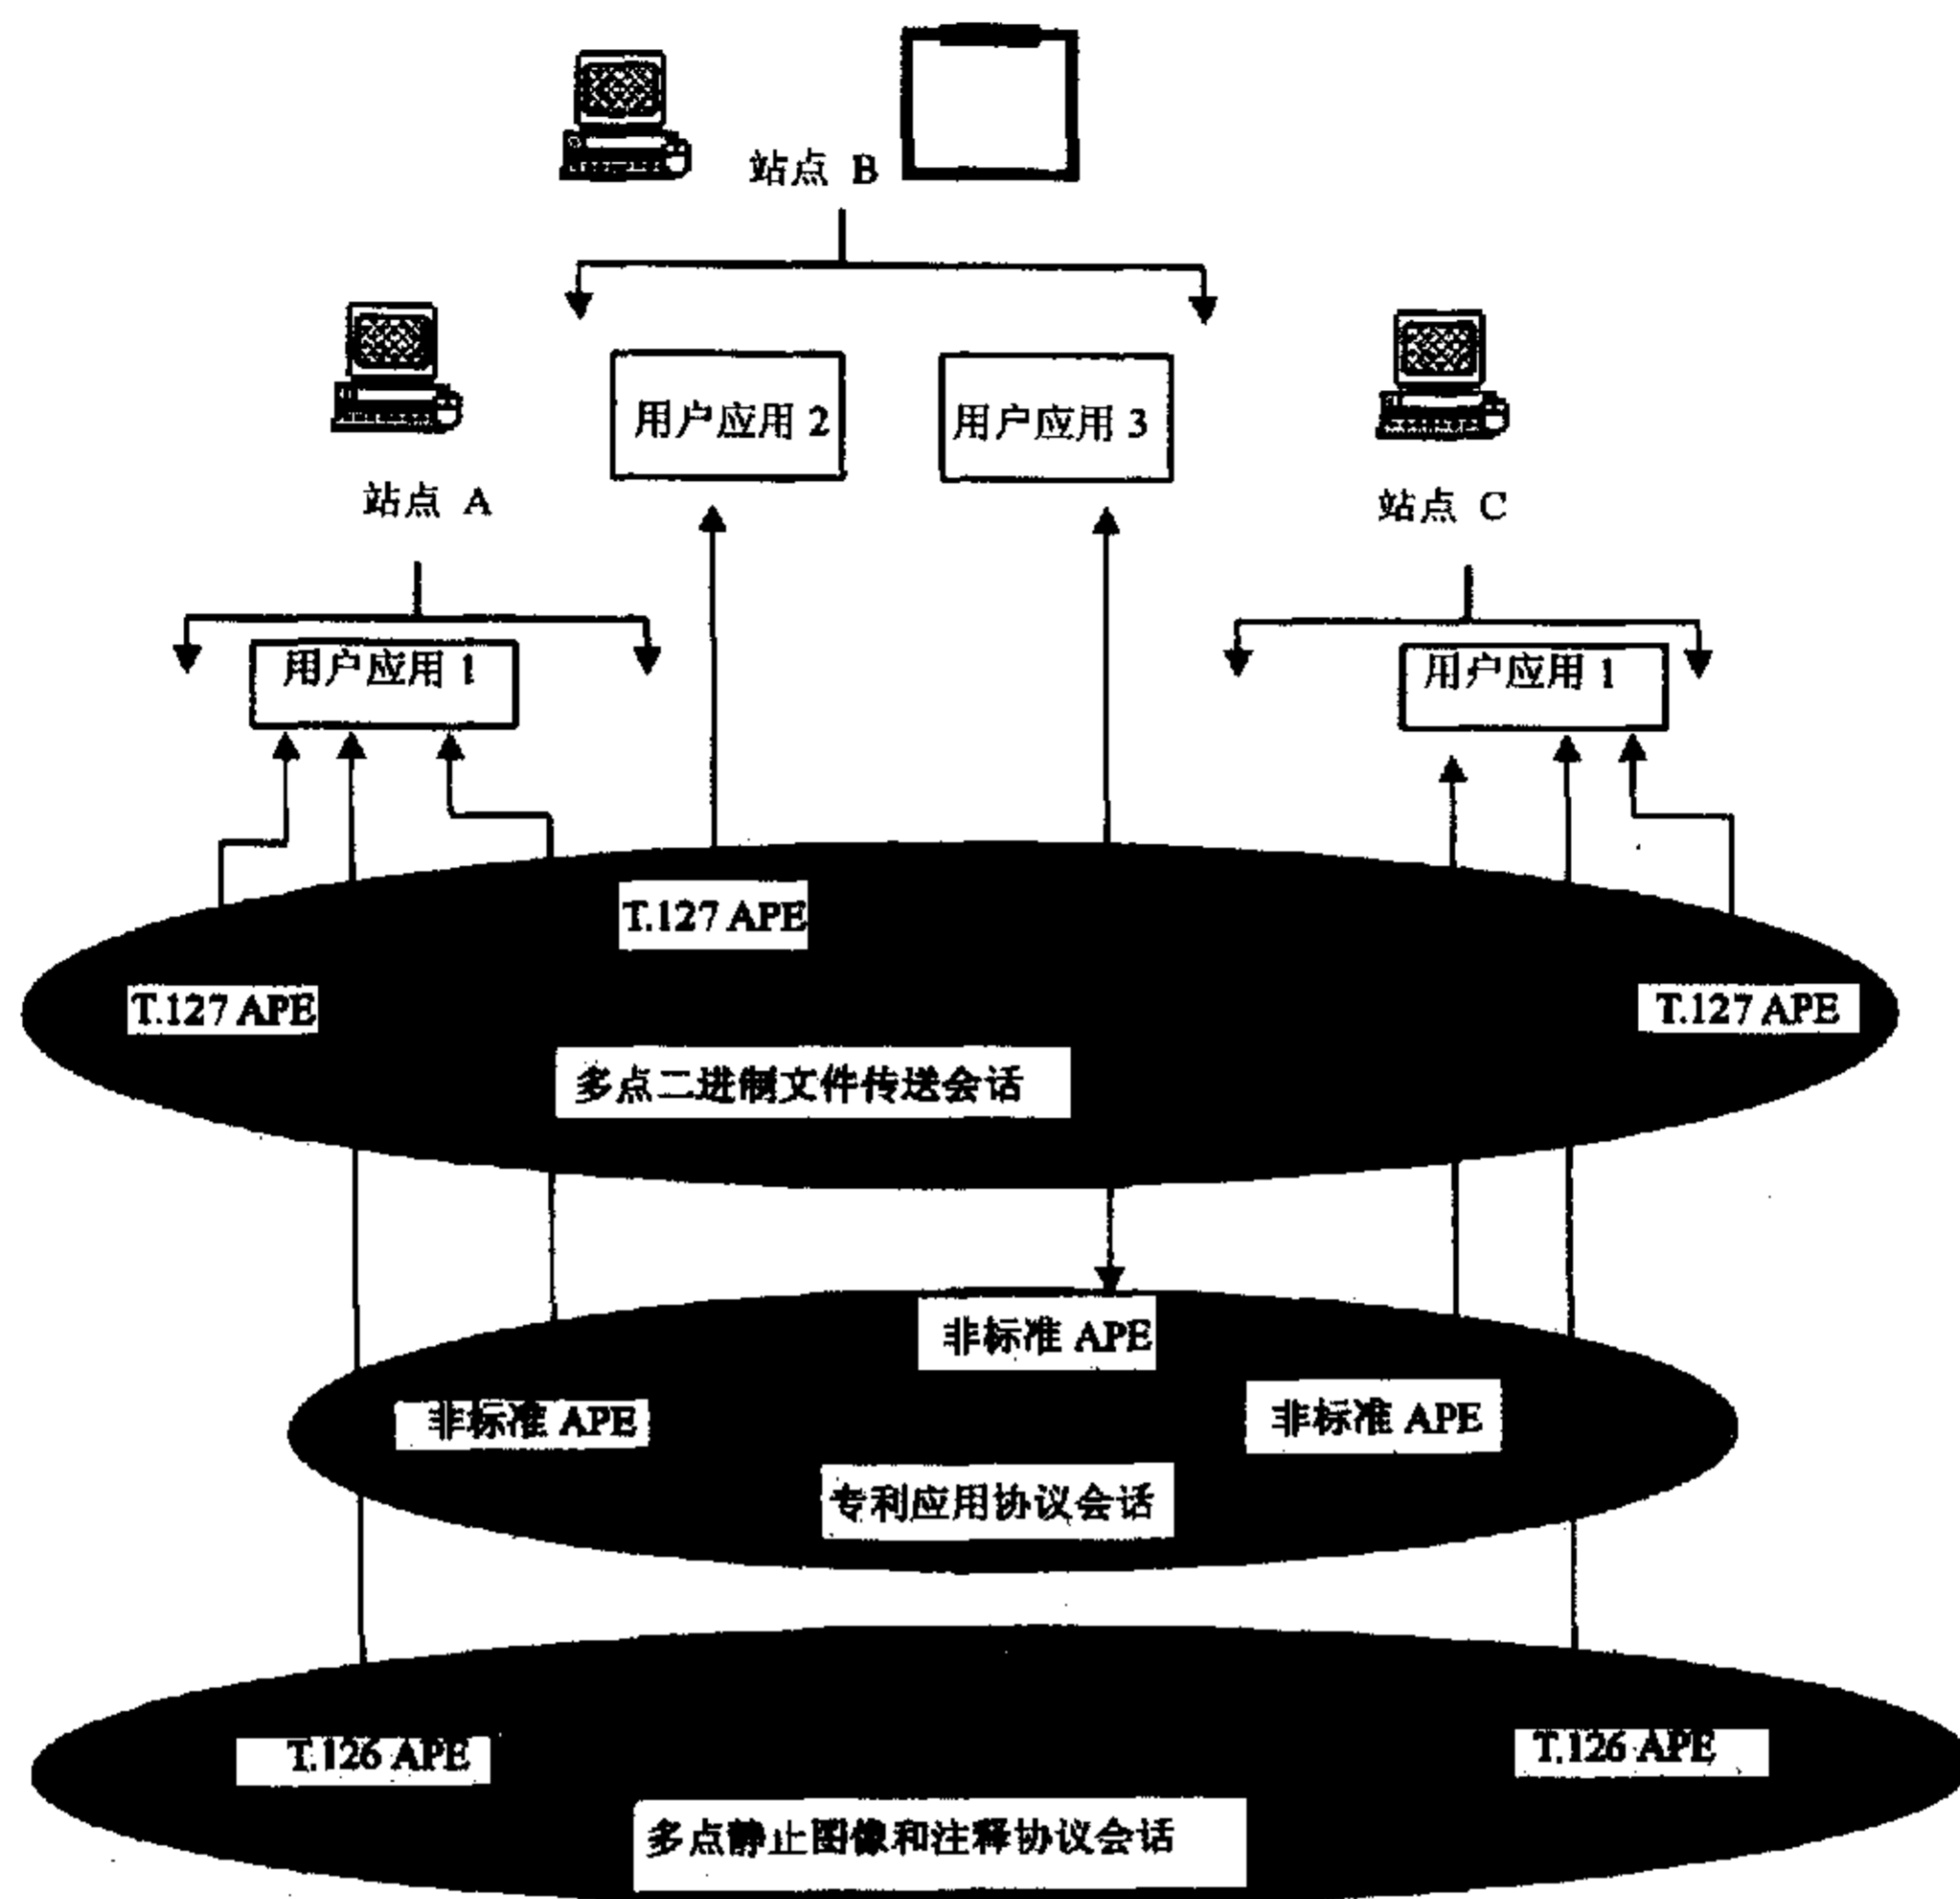 站点 B
用户应用 2
用户应用 3
站点 A
站点 C
用户应用 1
用户应用 1
T.127 APE
T.127 APE
T.127 APE
多点二进制文件传送会话
非标准 APE
非标准 APE
非标准 APE
专利应用协议会话
T.126 APE
T.126 APE
多点静止图像和注释协议会话